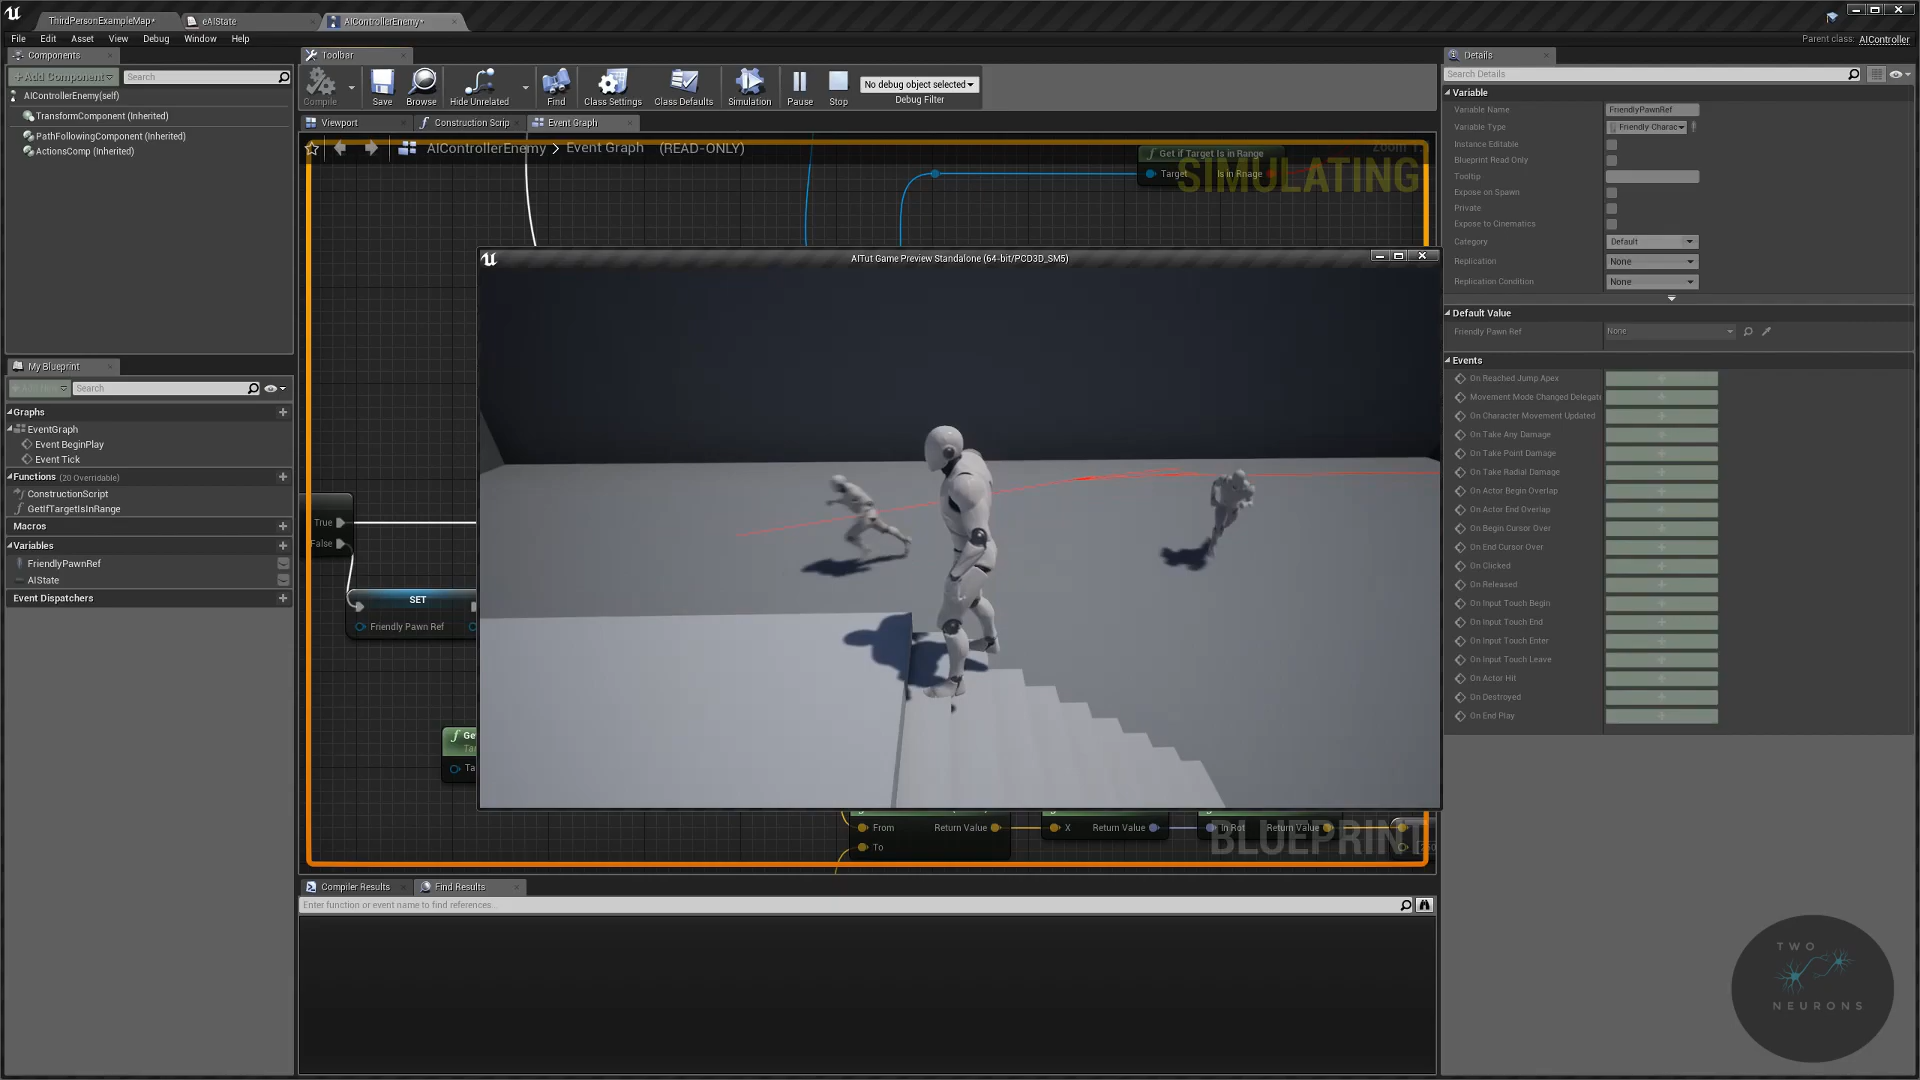 ThirdPersonExampleMap*
eAIState
AIControllerEnemy*
File Edit Asset View Debug Window Help
Parent class: AIController
Components
Toolbar
Details
+ Add Component
Search
AIControllerEnemy(self)
TransformComponent (Inherited)
PathFollowingComponent (Inherited)
ActionsComp (Inherited)
Compile
Save
Browse
Hide Unrelated
Find
Class Settings
Class Defaults
Simulation
Pause
Stop
No debug object selected
Debug Filter
Viewport
Construction Scrip
Event Graph
AIControllerEnemy > Event Graph (READ-ONLY)
SIMULATING
Get if Target Is in Range
Target
Is in Rnage
AITut Game Preview Standalone (64-bit/PCD3D_SM5)
My Blueprint
Search
Graphs
EventGraph
Event BeginPlay
Event Tick
Functions (20 Overridable)
ConstructionScript
GetIfTargetIsInRange
Macros
Variables
FriendlyPawnRef
AIState
Event Dispatchers
True
False
SET
Friendly Pawn Ref
Ge
Ta
Ta
From Return Value
To
X Return Value
In Rot Return Value
BLUEPRINT
Compiler Results
Find Results
Enter function or event name to find references...
Search Details
Variable
Variable Name FriendlyPawnRef
Variable Type Friendly Charac
Instance Editable
Blueprint Read Only
Tooltip
Expose on Spawn
Private
Expose to Cinematics
Category Default
Replication None
Replication Condition None
Default Value
Friendly Pawn Ref None
Events
On Reached Jump Apex
Movement Mode Changed Delegate
On Character Movement Updated
On Take Any Damage
On Take Point Damage
On Take Radial Damage
On Actor Begin Overlap
On Actor End Overlap
On Begin Cursor Over
On End Cursor Over
On Clicked
On Released
On Input Touch Begin
On Input Touch End
On Input Touch Enter
On Input Touch Leave
On Actor Hit
On Destroyed
On End Play
TWO
NEURONS